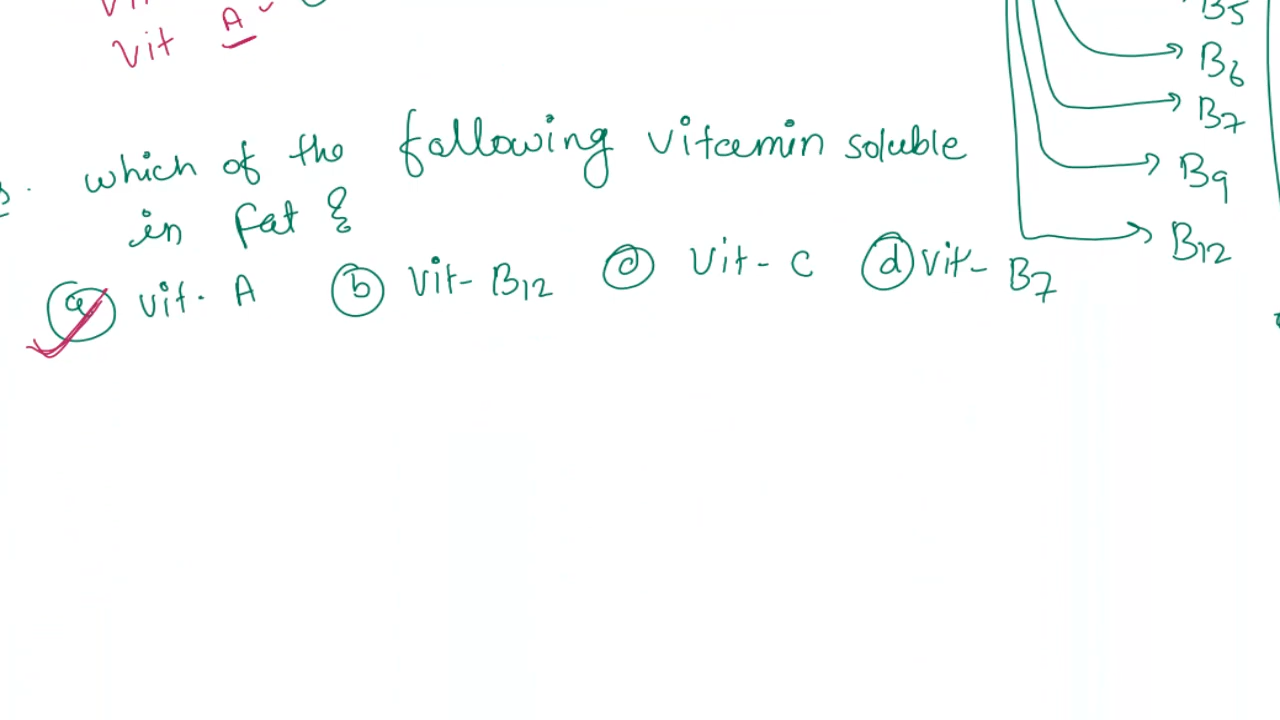 Vit A
B5
B6
B7
B9
B12
which of the following vitamin soluble
in fat &
a vit. A b Vit- B12 c Vit- C d Vit- B7